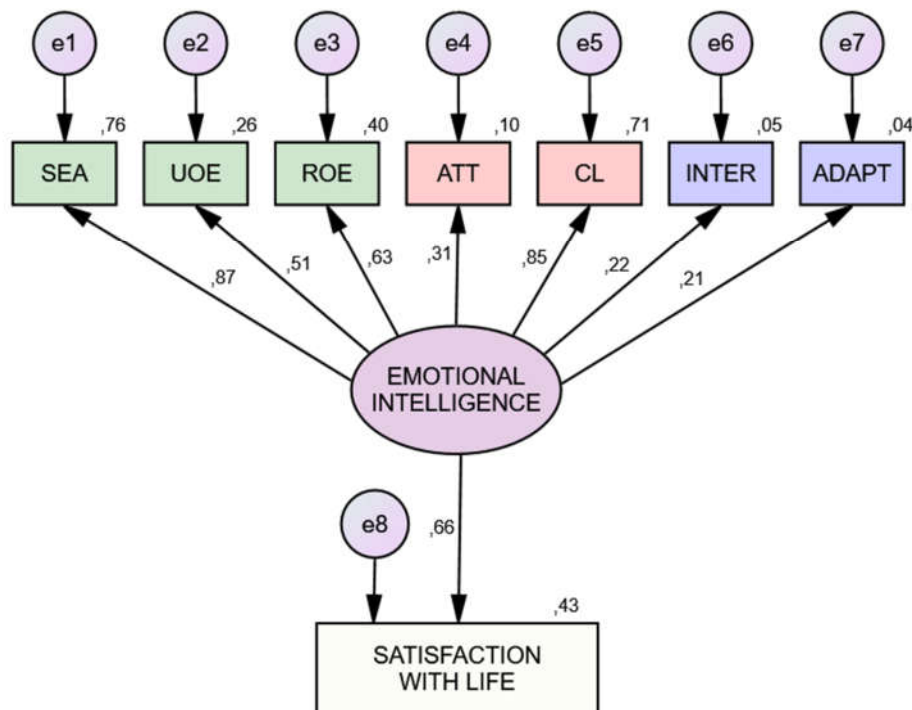 e1 e2 e3 e4 e5 e6 e7
,76 ,26 ,40 ,10 ,71 ,05 ,04
SEA UOE ROE ATT CL INTER ADAPT
,87 ,51 ,63 ,31 ,85 ,22 ,21
EMOTIONAL
INTELLIGENCE
e8
,66
,43
SATISFACTION
WITH LIFE